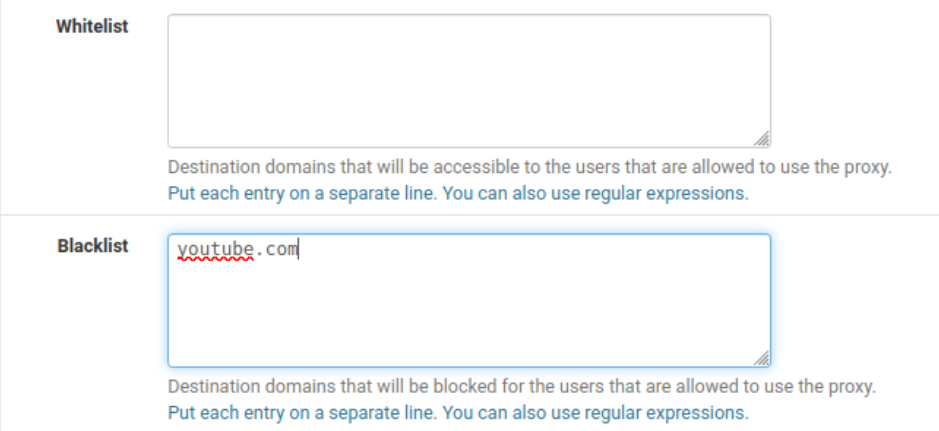 Whitelist
Destination domains that will be accessible to the users that are allowed to use the proxy.
Put each entry on a separate line. You can also use regular expressions.
Blacklist
youtube.com
Destination domains that will be blocked for the users that are allowed to use the proxy.
Put each entry on a separate line. You can also use regular expressions.